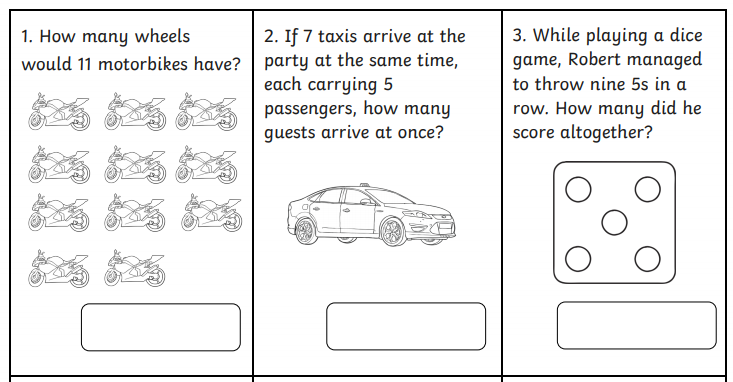 1. How many wheels
would 11 motorbikes have?
2. If 7 taxis arrive at the
party at the same time,
each carrying 5
passengers, how many
guests arrive at once?
3. While playing a dice
game, Robert managed
to throw nine 5s in a
row. How many did he
score altogether?